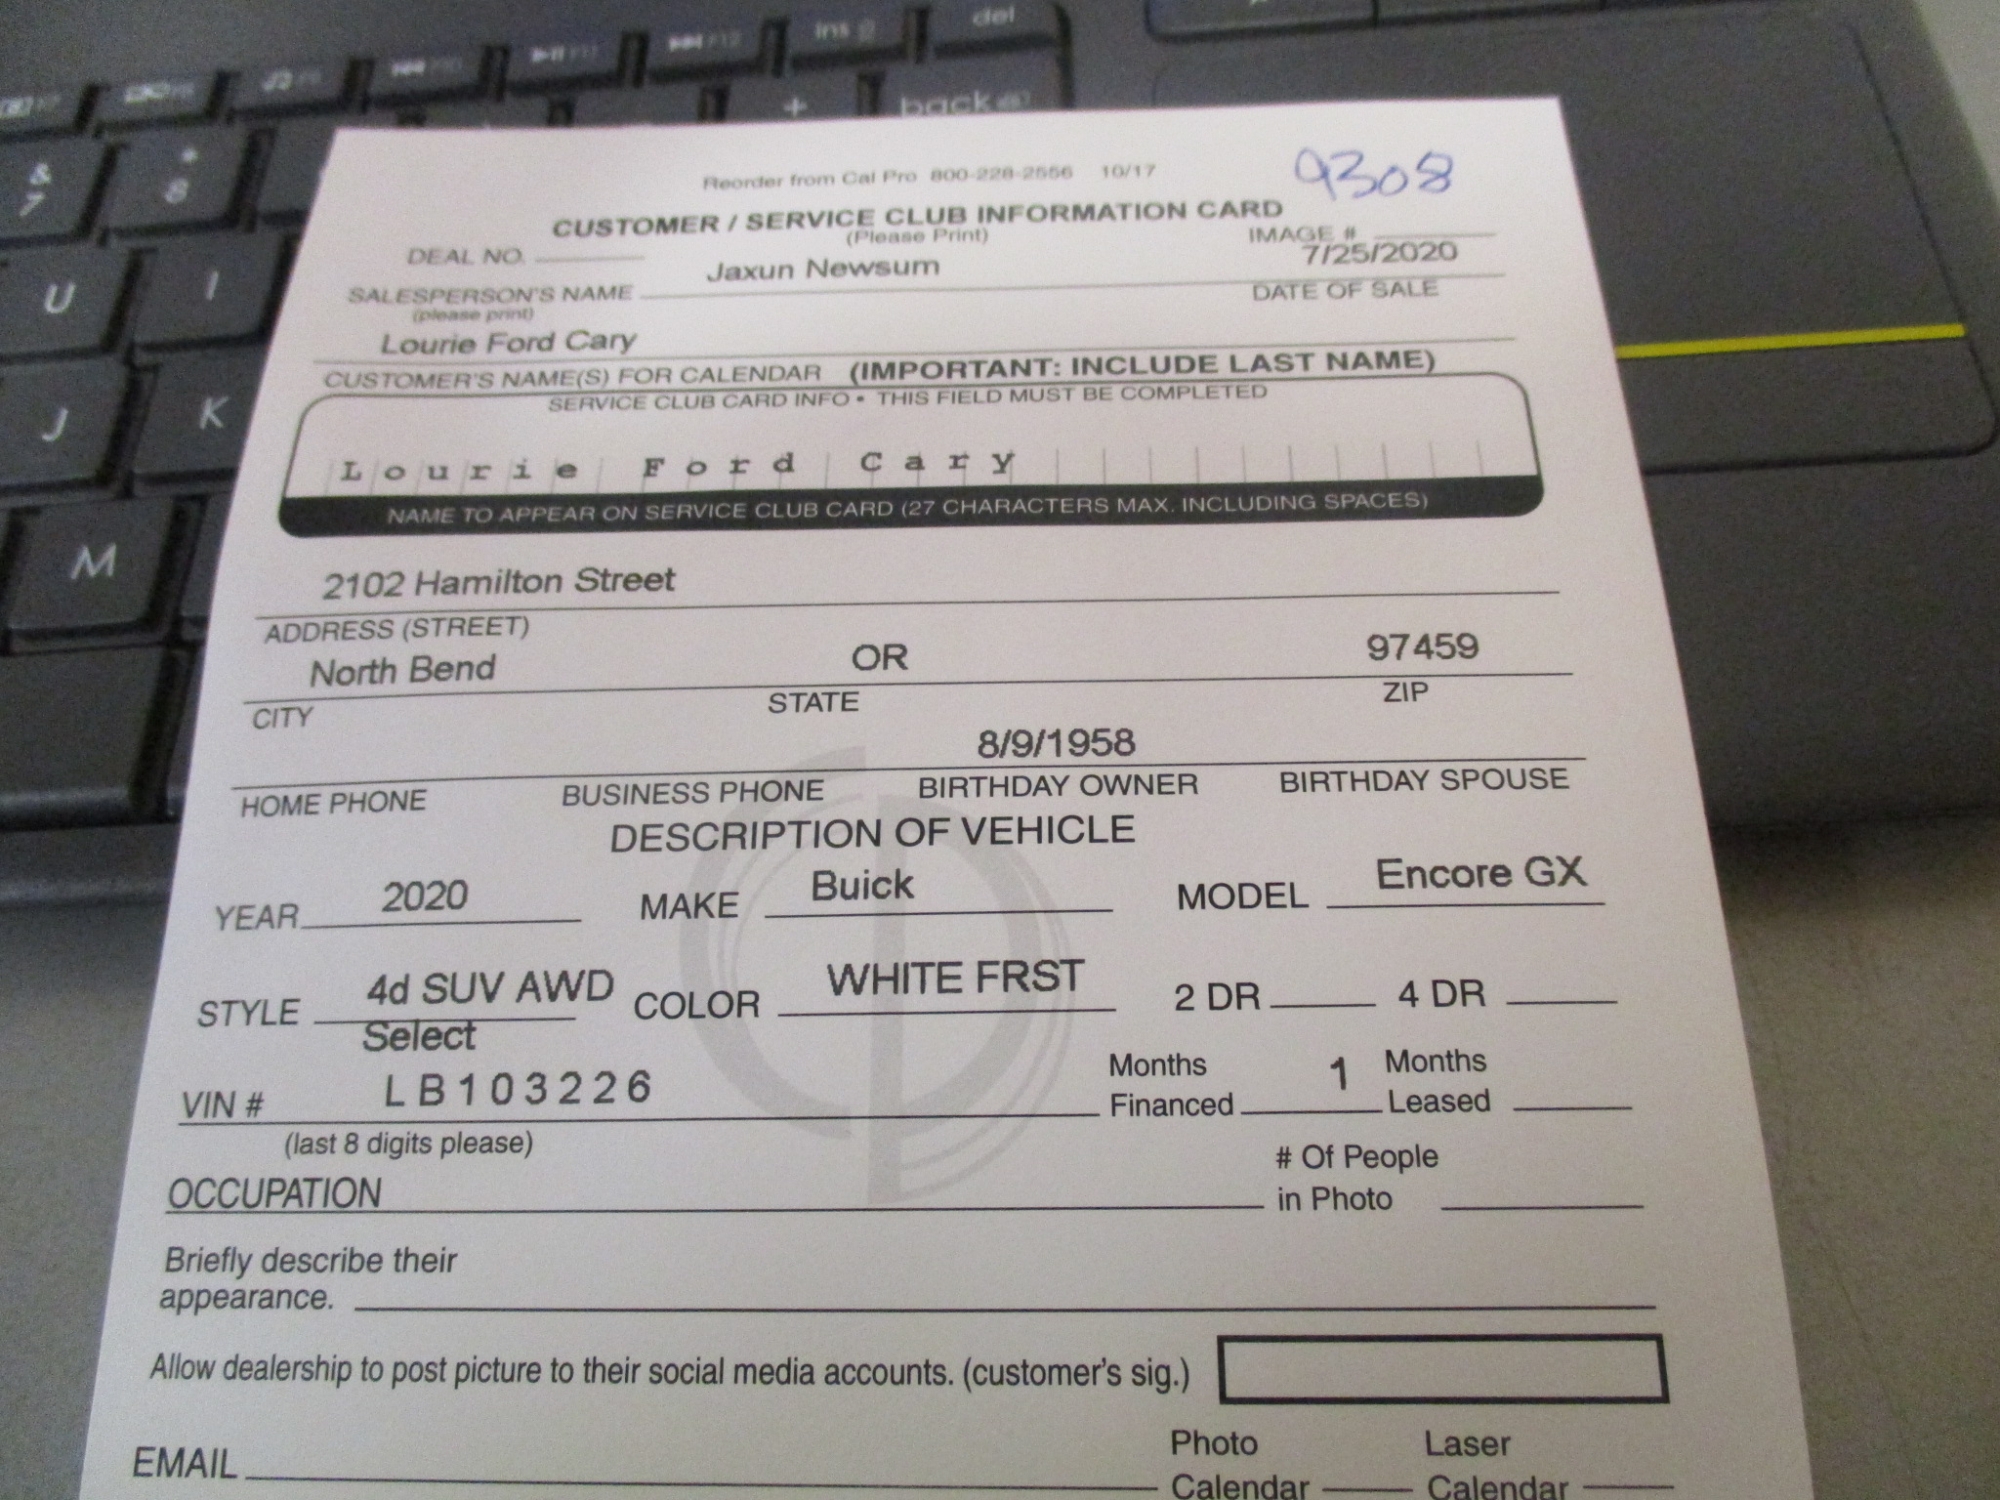 del
ins
back
+
&
7
*
8
U
I
J
K
M
Reorder from Cal Pro 800-228-2556 10/17
9308
CUSTOMER / SERVICE CLUB INFORMATION CARD
(Please Print)
DEAL NO.
IMAGE #
Jaxun Newsum
7/25/2020
SALESPERSON'S NAME
DATE OF SALE
(please print)
Lourie Ford Cary
CUSTOMER'S NAME(S) FOR CALENDAR (IMPORTANT: INCLUDE LAST NAME)
SERVICE CLUB CARD INFO • THIS FIELD MUST BE COMPLETED
Lourie Ford Cary
NAME TO APPEAR ON SERVICE CLUB CARD (27 CHARACTERS MAX. INCLUDING SPACES)
2102 Hamilton Street
ADDRESS (STREET)
North Bend OR 97459
CITY STATE ZIP
8/9/1958
HOME PHONE BUSINESS PHONE BIRTHDAY OWNER BIRTHDAY SPOUSE
DESCRIPTION OF VEHICLE
YEAR 2020 MAKE Buick MODEL Encore GX
STYLE 4d SUV AWD COLOR WHITE FRST 2 DR 4 DR
Select
VIN # LB103226 Months Financed 1 Months Leased
(last 8 digits please)
OCCUPATION # Of People in Photo
Briefly describe their
appearance.
Allow dealership to post picture to their social media accounts. (customer's sig.)
EMAIL Photo Calendar Laser Calendar